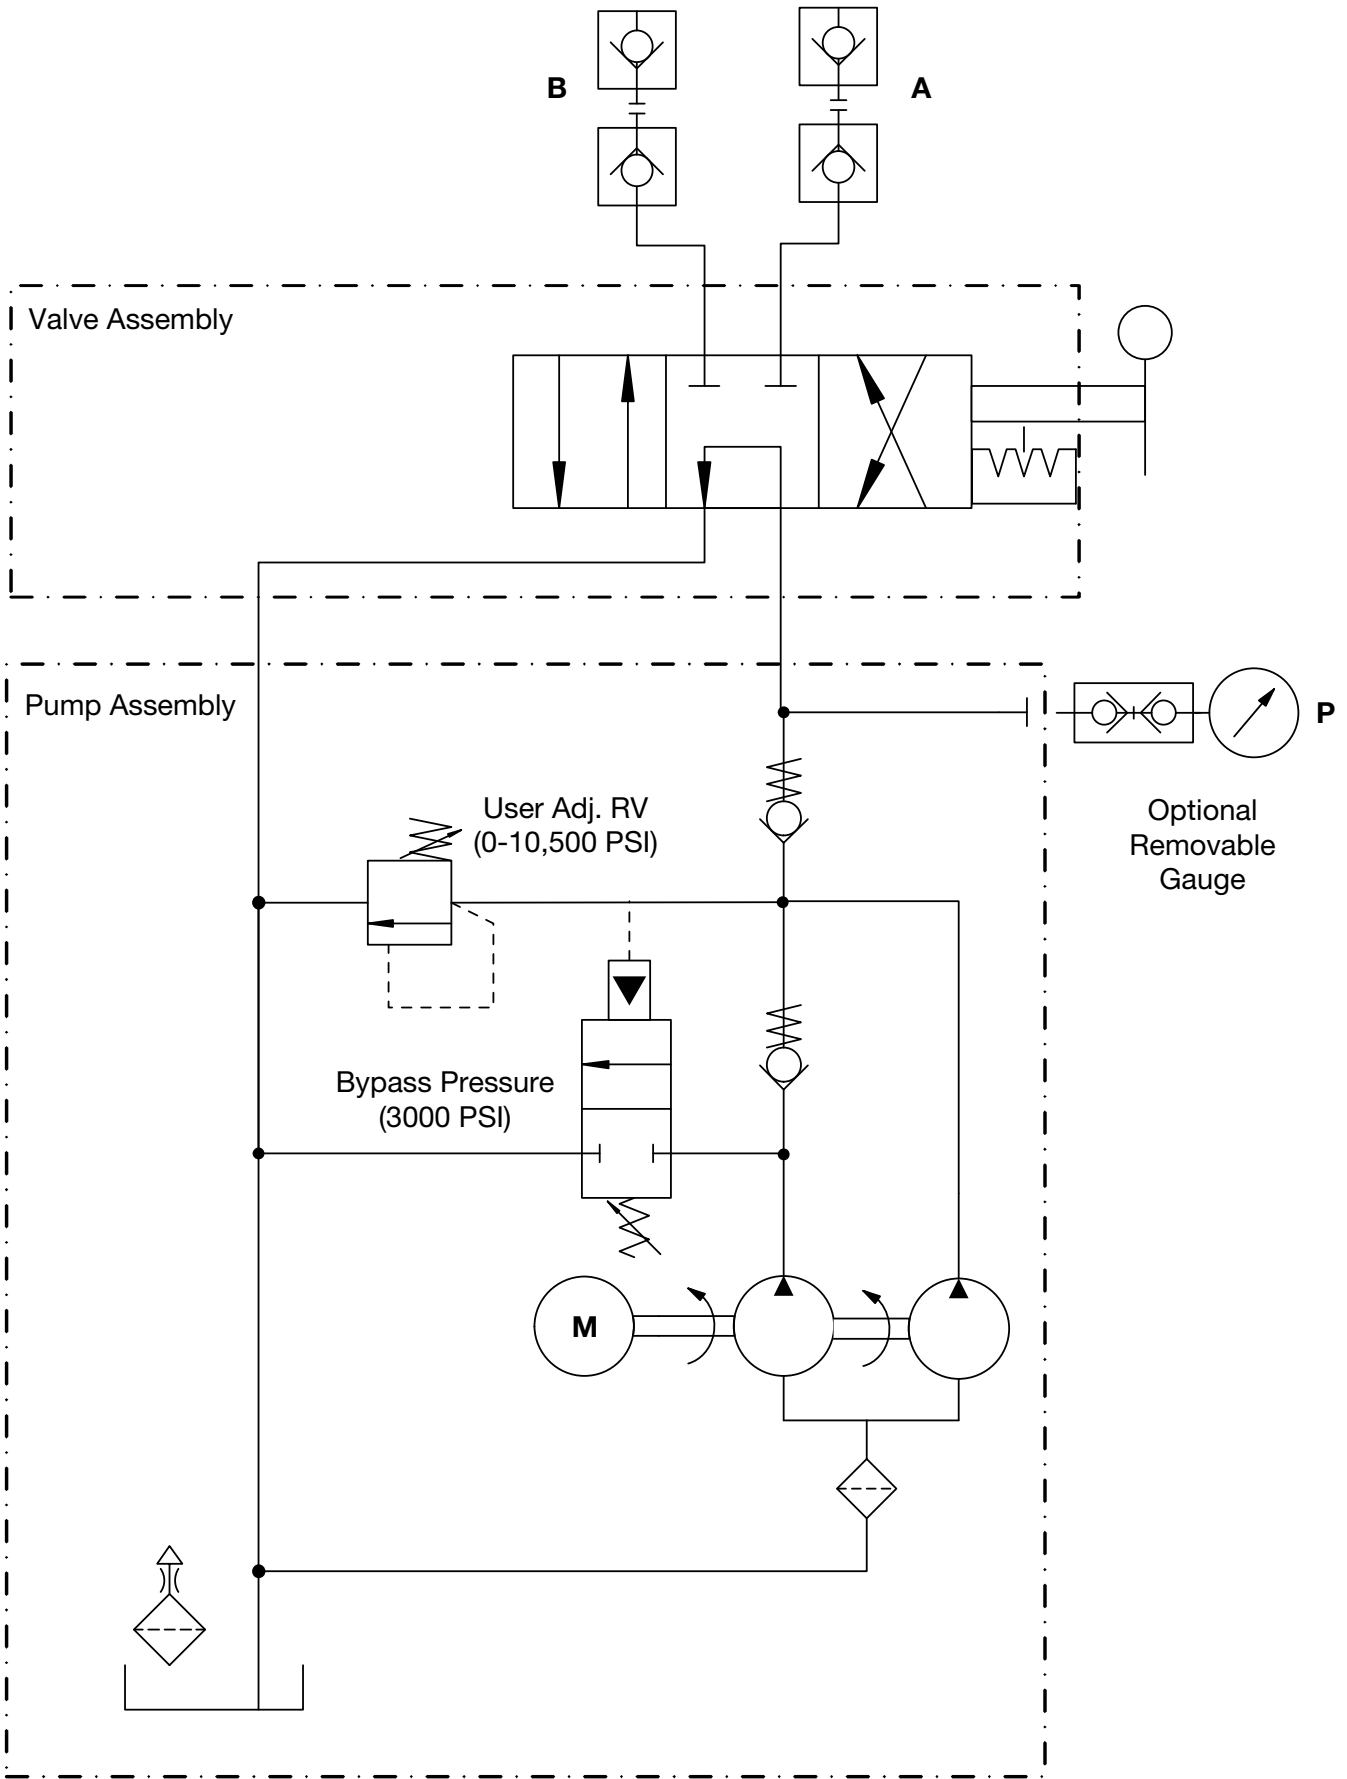 B
A
Valve Assembly
Pump Assembly
P
User Adj. RV
(0-10,500 PSI)
Optional
Removable
Gauge
Bypass Pressure
(3000 PSI)
M